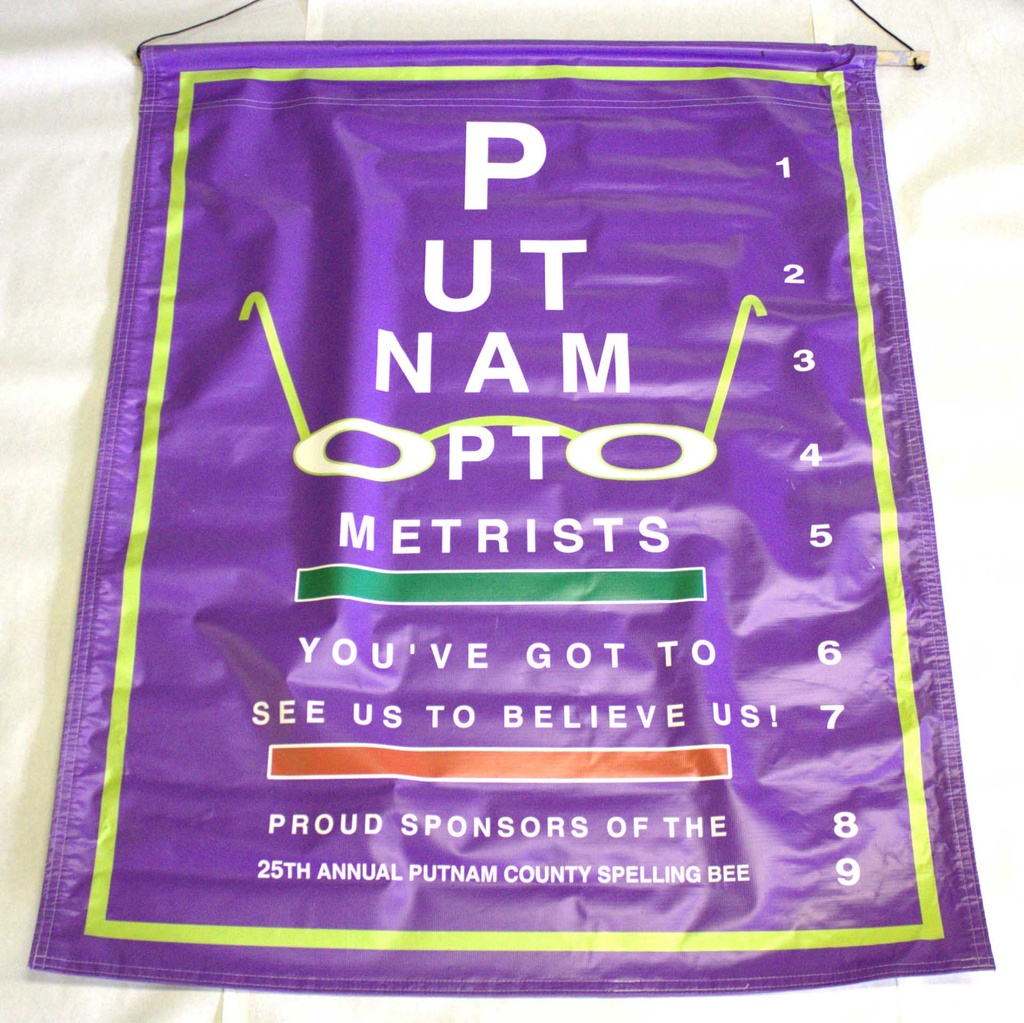 P 1
UT 2
NAM 3
OPTO 4
METRISTS 5
YOU'VE GOT TO 6
SEE US TO BELIEVE US! 7
PROUD SPONSORS OF THE 8
25TH ANNUAL PUTNAM COUNTY SPELLING BEE 9